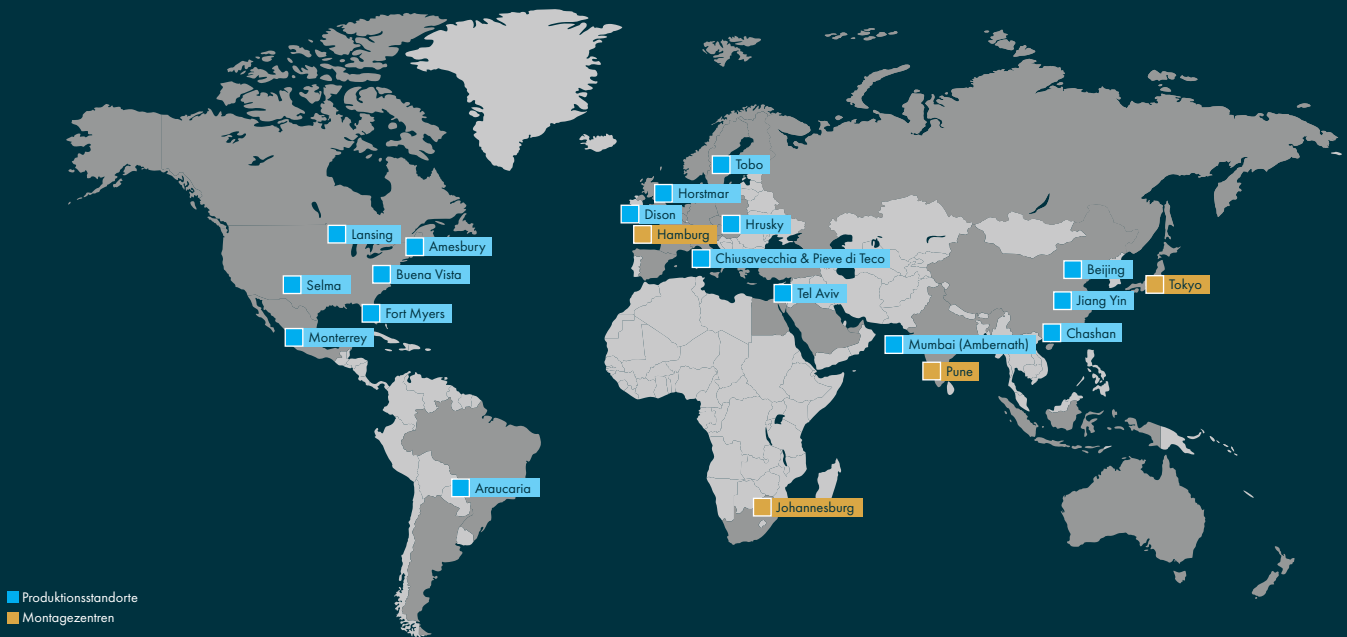 Tobo
Horstmar
Dison
Hrusky
Hamburg
Lansing
Amesbury
Chiusavecchia & Pieve di Teco
Buena Vista
Beijing
Selma
Tokyo
Tel Aviv
Jiang Yin
Fort Myers
Chashan
Monterrey
Mumbai (Ambernath)
Pune
Araucaria
Johannesburg
Produktionsstandorte
Montagezentren